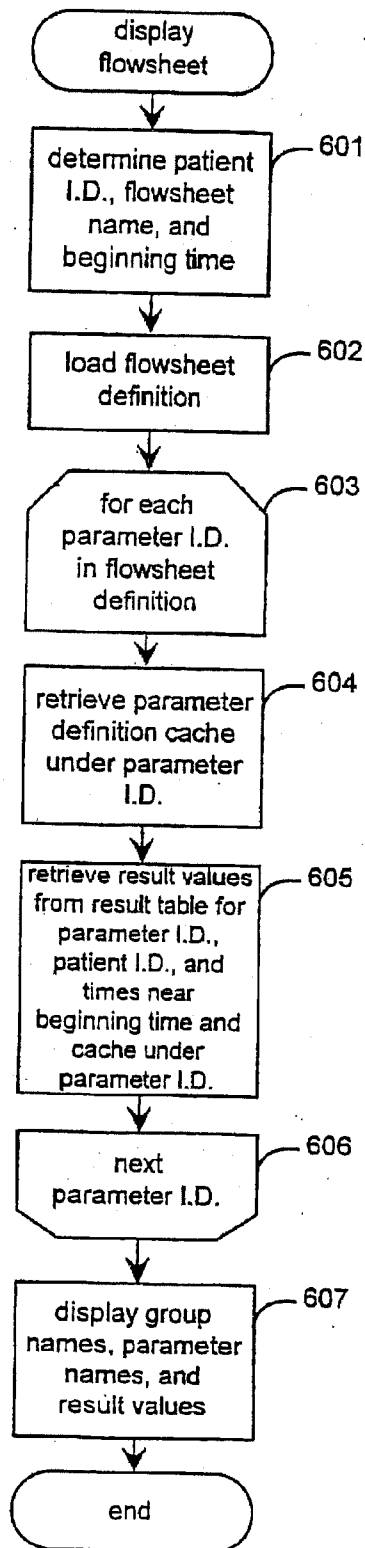 display
flowsheet
601
determine patient
I.D., flowsheet
name, and
beginning time
602
load flowsheet
definition
603
for each
parameter I.D.
in flowsheet
definition
604
retrieve parameter
definition cache
under parameter
I.D.
605
retrieve result values
from result table for
parameter I.D.,
patient I.D., and
times near
beginning time and
cache under
parameter I.D.
606
next
parameter I.D.
607
display group
names, parameter
names, and
result values
end